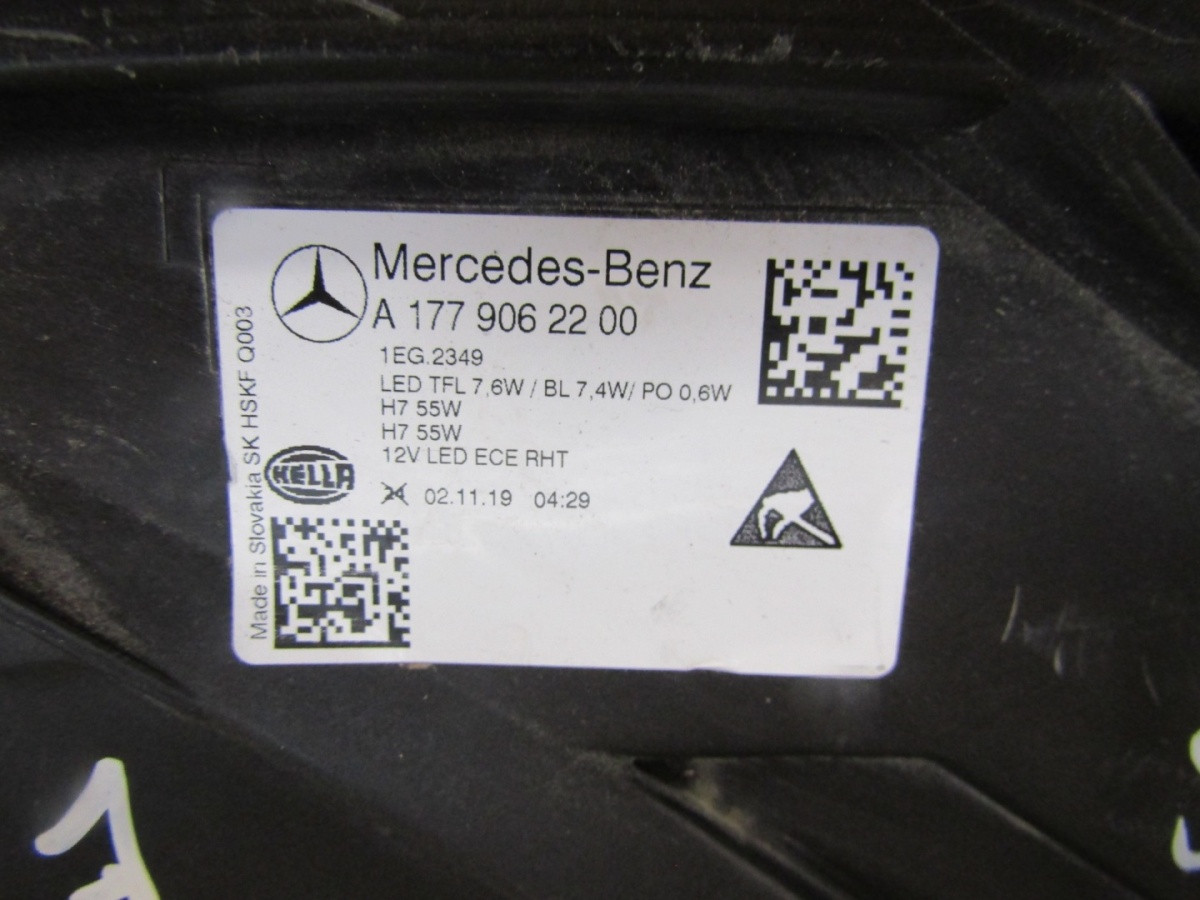 Mercedes-Benz
A 177 906 22 00
1EG.2349
LED TFL 7,6W / BL 7,4W/ PO 0,6W
H7 55W
H7 55W
12V LED ECE RHT
24 02.11.19 04:29
HELLA
Made in Slovakia SK HSKF Q003